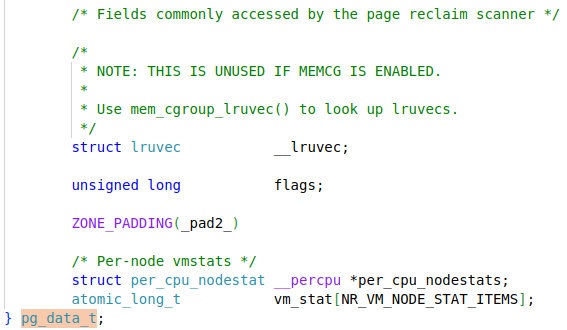 /* Fields commonly accessed by the page reclaim scanner */
/*
* NOTE: THIS IS UNUSED IF MEMCG IS ENABLED.
*
* Use mem_cgroup_lruvec() to look up lruvecs.
*/
struct lruvec __lruvec;
unsigned long flags;
ZONE_PADDING(_pad2_)
/* Per-node vmstats */
struct per_cpu_nodestat __percpu *per_cpu_nodestats;
atomic_long_t vm_stat[NR_VM_NODE_STAT_ITEMS];
} pg_data_t;